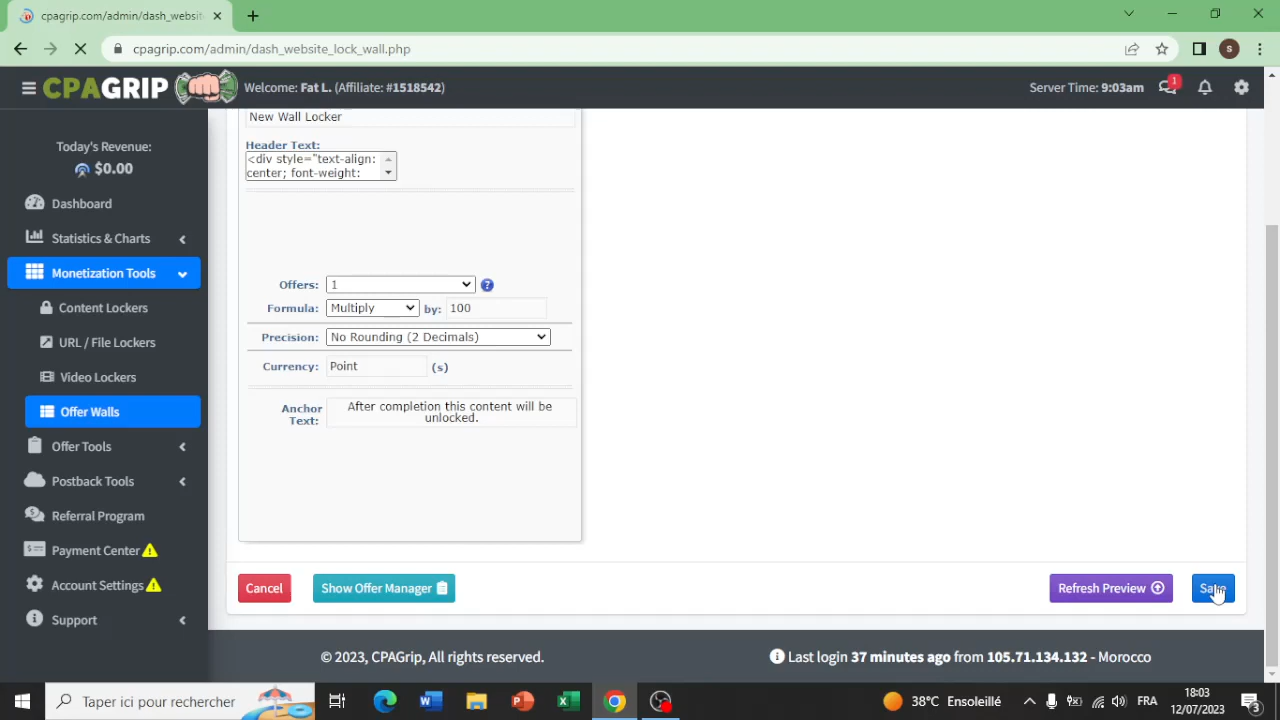 cpagrip.com/admin/dash_websit
cpagrip.com/admin/dash_website_lock_wall.php
s
CPAGRIP
Welcome: Fat L. (Affiliate: #1518542)
Server Time: 9:03am
1
Today's Revenue:
$0.00
Dashboard
Statistics & Charts
Monetization Tools
Content Lockers
URL / File Lockers
Video Lockers
Offer Walls
Offer Tools
Postback Tools
Referral Program
Payment Center
Account Settings
Support
New Wall Locker
Header Text:
<div style="text-align:
center; font-weight:
Offers: 1 ?
Formula: Multiply by: 100
Precision: No Rounding (2 Decimals)
Currency: Point (s)
Anchor Text: After completion this content will be
unlocked.
Cancel
Show Offer Manager
Refresh Preview
Save
© 2023, CPAGrip, All rights reserved.
Last login 37 minutes ago from 105.71.134.132 - Morocco
Taper ici pour rechercher
38°C Ensoleillé
FRA
18:03
12/07/2023
3